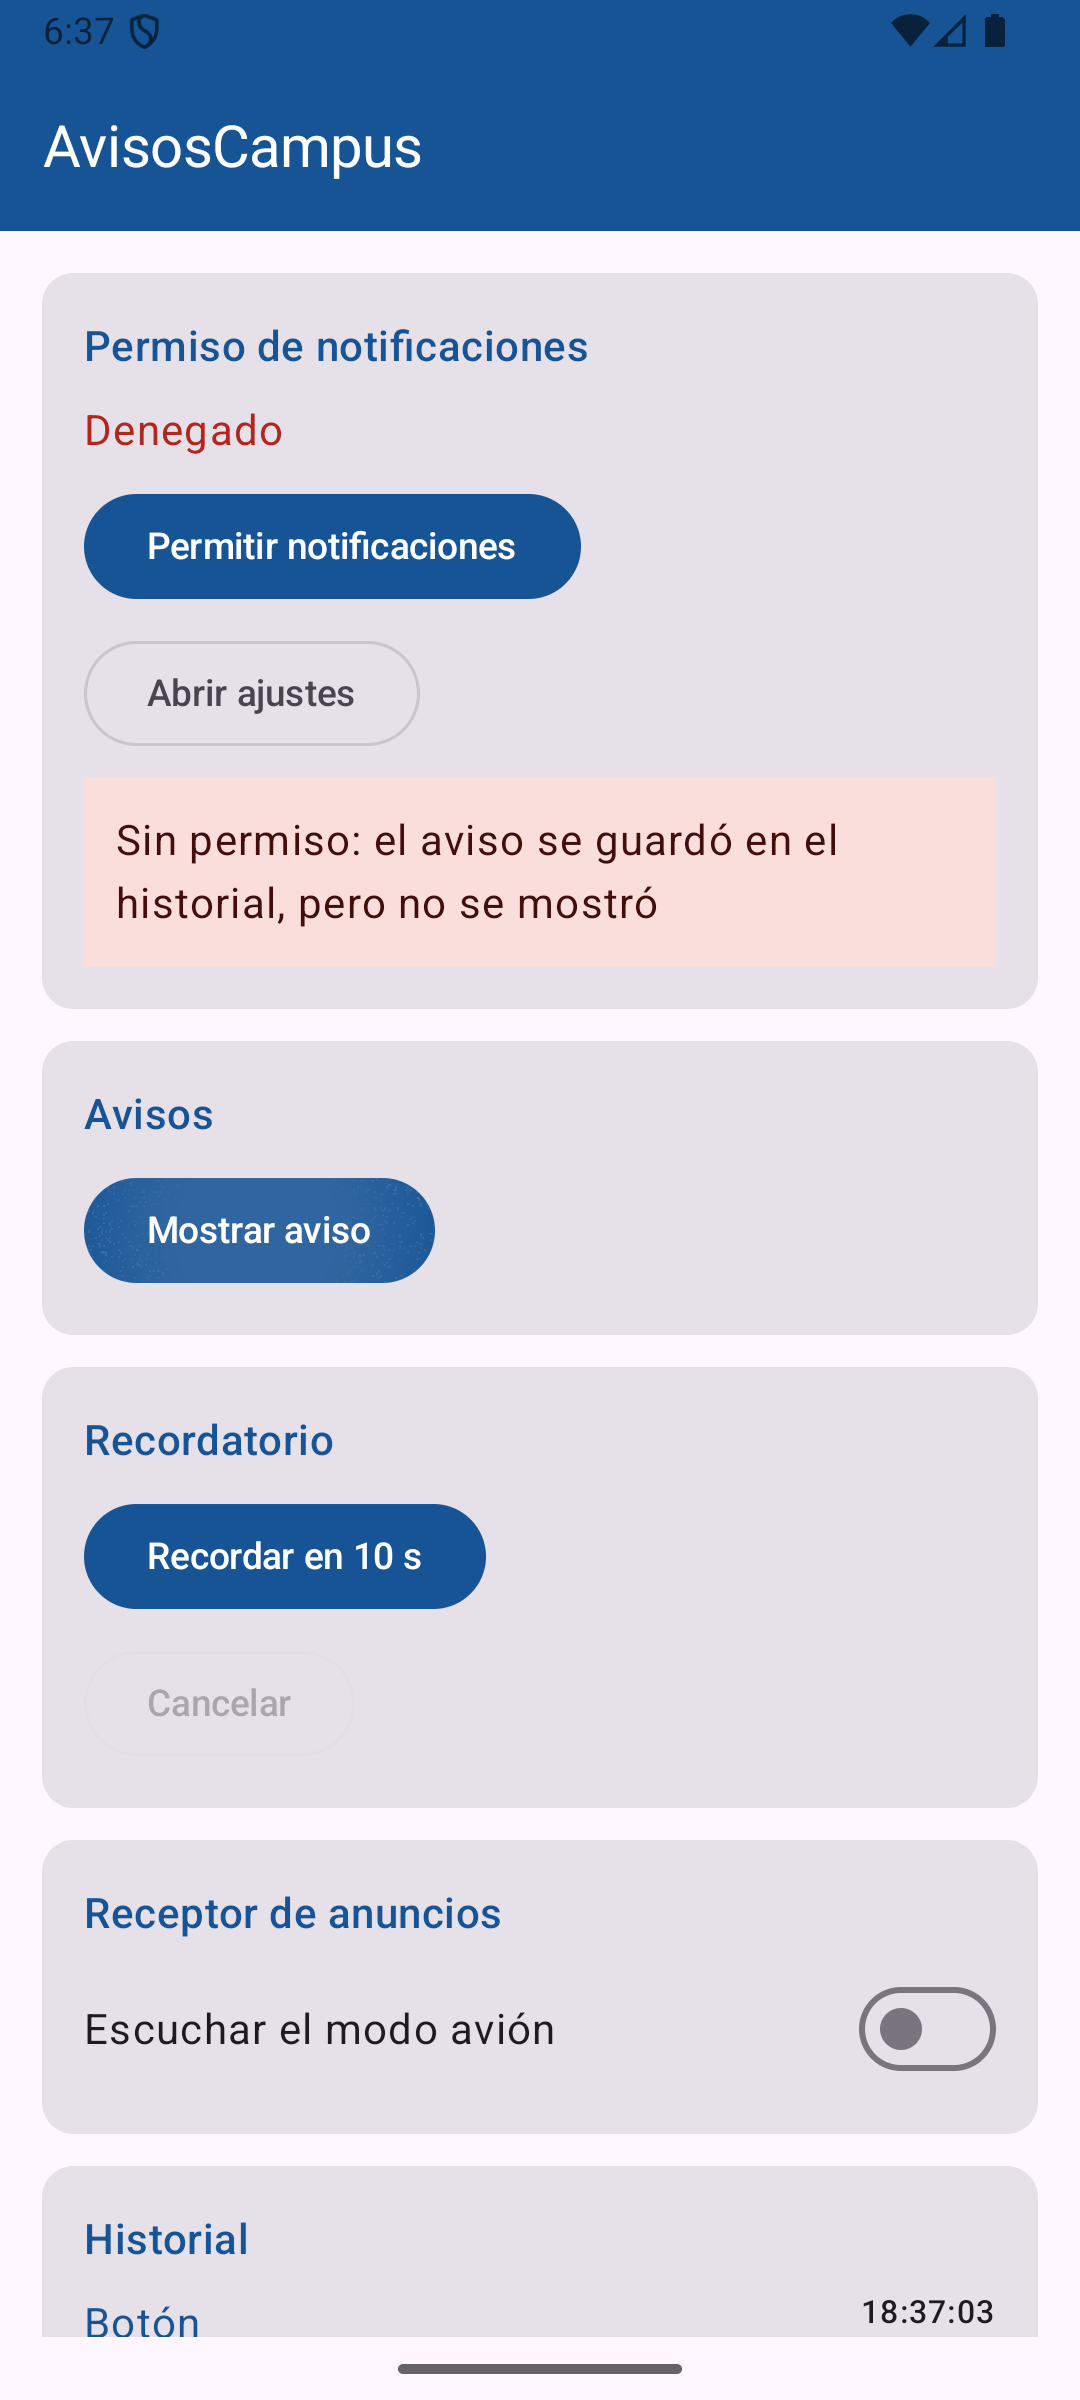 6:37
AvisosCampus
Permiso de notificaciones
Denegado
Permitir notificaciones
Abrir ajustes
Sin permiso: el aviso se guardó en el
historial, pero no se mostró
Avisos
Mostrar aviso
Recordatorio
Recordar en 10 s
Cancelar
Receptor de anuncios
Escuchar el modo avión
Historial
Botón 18:37:03